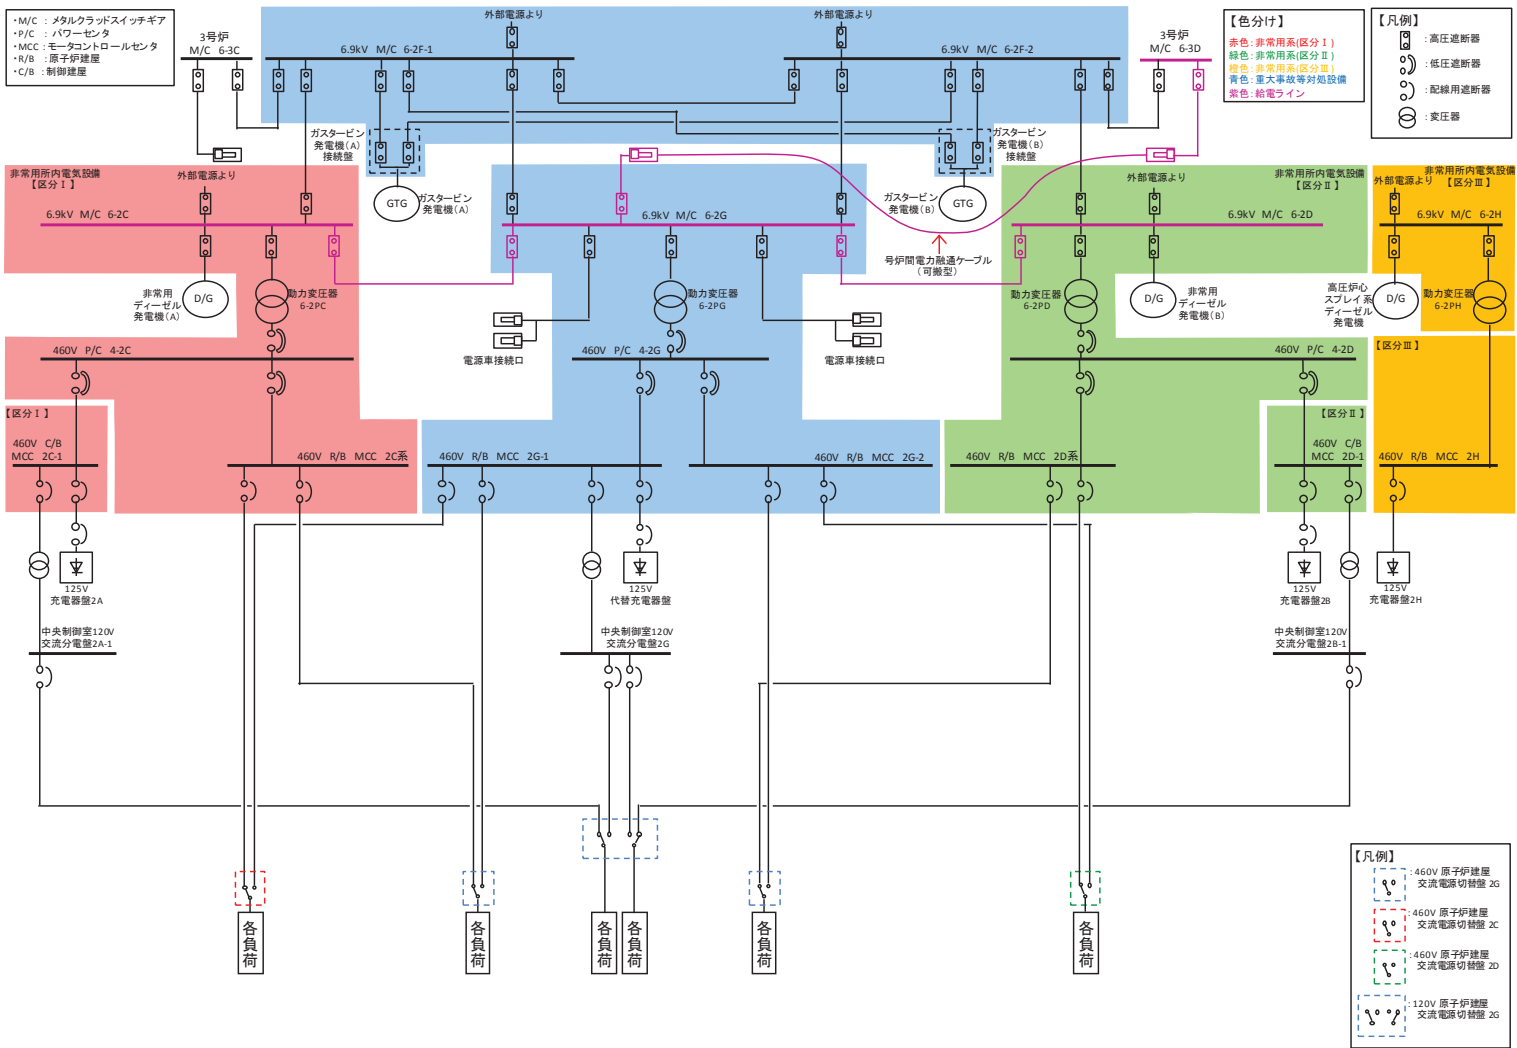 ・M/C : メタルクラッドスイッチギア
・P/C : パワーセンタ
・MCC : モータコントロールセンタ
・R/B : 原子炉建屋
・C/B : 制御建屋
3号炉
M/C 6-3C
外部電源より
6.9kV M/C 6-2F-1
外部電源より
6.9kV M/C 6-2F-2
3号炉
M/C 6-3D
【色分け】
赤色:非常用系(区分Ⅰ)
緑色:非常用系(区分Ⅱ)
橙色:非常用系(区分Ⅲ)
青色:重大事故等対処設備
紫色:給電ライン
【凡例】
:高圧遮断器
:低圧遮断器
:配線用遮断器
:変圧器
ガスタービン
発電機(A)
接続盤
ガスタービン
発電機(B)
接続盤
非常用所内電気設備
【区分Ⅰ】
外部電源より
6.9kV M/C 6-2C
GTG
ガスタービン
発電機(A)
6.9kV M/C 6-2G
ガスタービン
発電機(B)
GTG
号炉間電力融通ケーブル
(可搬型)
外部電源より
非常用所内電気設備
【区分Ⅱ】
6.9kV M/C 6-2D
外部電源より
非常用所内電気設備
【区分Ⅲ】
6.9kV M/C 6-2H
非常用
ディーゼル
発電機(A)
D/G
動力変圧器
6-2PC
動力変圧器
6-2PG
動力変圧器
6-2PD
D/G
非常用
ディーゼル
発電機(B)
高圧炉心
スプレイ系
ディーゼル
発電機
D/G
動力変圧器
6-2PH
460V P/C 4-2C
電源車接続口
460V P/C 4-2G
電源車接続口
460V P/C 4-2D
【区分Ⅲ】
【区分Ⅰ】
460V C/B
MCC 2C-1
460V R/B MCC 2C系
460V R/B MCC 2G-1
460V R/B MCC 2G-2
460V R/B MCC 2D系
【区分Ⅱ】
460V C/B
MCC 2D-1
460V R/B MCC 2H
125V
充電器盤2A
125V
代替充電器盤
125V
充電器盤2B
125V
充電器盤2H
中央制御室120V
交流分電盤2A-1
中央制御室120V
交流分電盤2G
中央制御室120V
交流分電盤2B-1
各負荷
各負荷
各負荷
各負荷
各負荷
各負荷
【凡例】
:460V 原子炉建屋
交流電源切替盤 2G
:460V 原子炉建屋
交流電源切替盤 2C
:460V 原子炉建屋
交流電源切替盤 2D
:120V 原子炉建屋
交流電源切替盤 2G